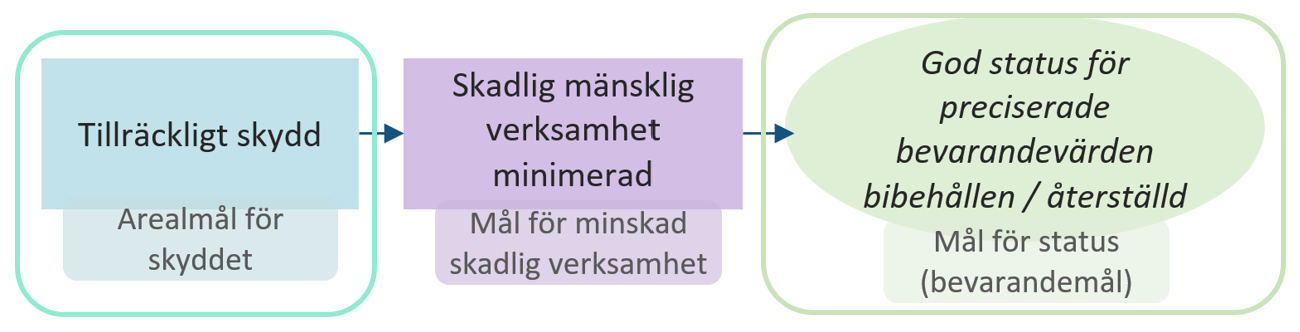 Tillräckligt skydd
Arealmål för
skyddet
Skadlig mänsklig
verksamhet
minimerad
Mål för minskad
skadlig verksamhet
God status för
preciserade
bevarandevärden
bibehållen / återställd
Mål för status
(bevarandemål)